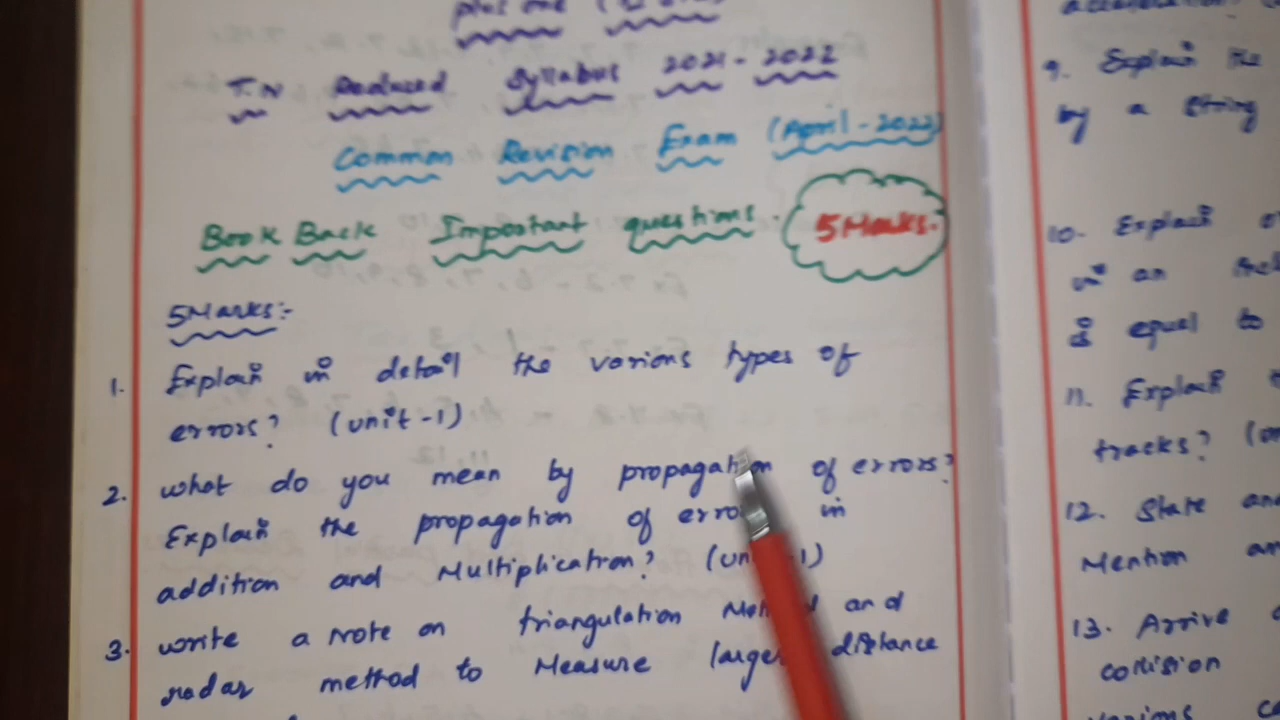 plus one
T.N Reduced Syllabus 2021 - 2022
Common Revision Exam (April - 2022)
Book Back Important questions. 5 Marks.
5 Marks:-
1. Explain in detail the various types of
errors? (unit -1)
2. what do you mean by propagation of errors?
Explain the propagation of errors in
addition and Multiplication? (unit -1)
3. write a note on triangulation Method and
radar method to Measure larger distance
9. Explain the
by a string
10. Explain
in an
is equal to
11. Explain
tracks?
12. State and
Mention
13. Arrive
collision
various